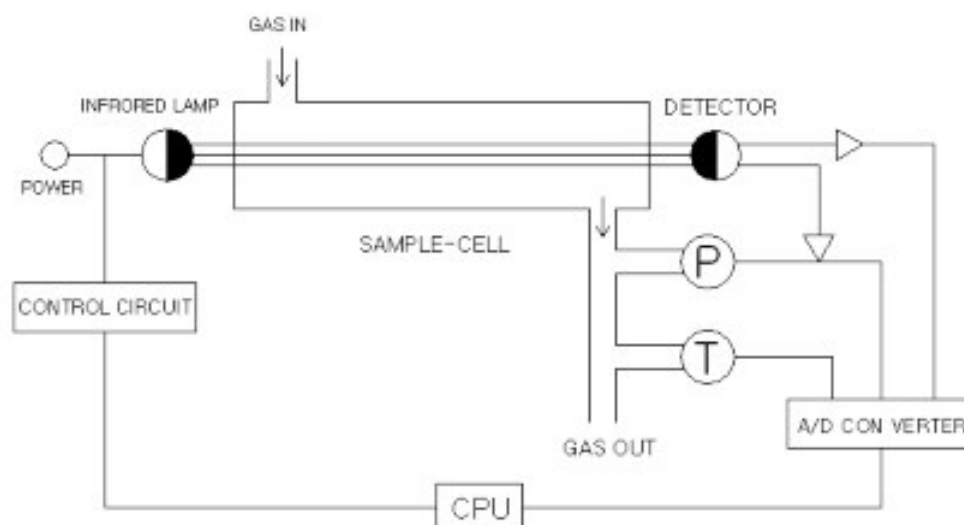 GAS IN
INFRORED LAMP
DETECTOR
POWER
SAMPLE-CELL
P
CONTROL CIRCUIT
T
A/D CON VERTER
GAS OUT
CPU